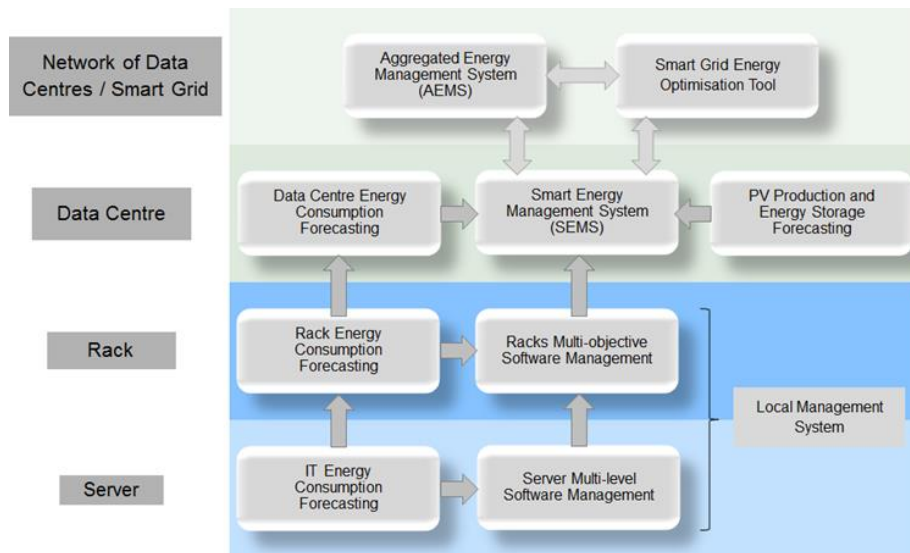 Network of Data
Centres / Smart Grid
Aggregated Energy
Management System
(AEMS)
Smart Grid Energy
Optimisation Tool
Data Centre
Data Centre Energy
Consumption
Forecasting
Smart Energy
Management System
(SEMS)
PV Production and
Energy Storage
Forecasting
Rack
Rack Energy
Consumption
Forecasting
Racks Multi-objective
Software Management
Local Management
System
Server
IT Energy
Consumption
Forecasting
Server Multi-level
Software Management